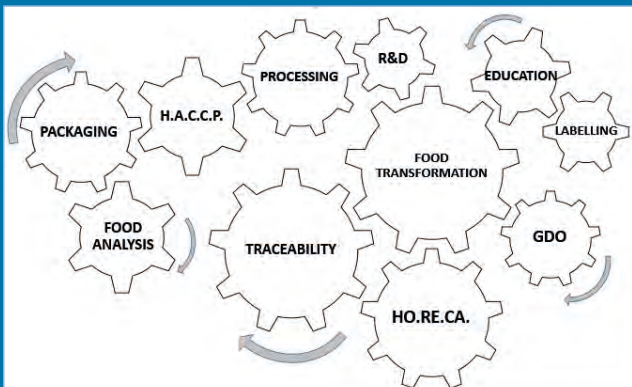 PACKAGING
H.A.C.C.P.
PROCESSING
R&D
EDUCATION
LABELLING
FOOD
TRANSFORMATION
FOOD
ANALYSIS
TRACEABILITY
GDO
HO.RE.CA.